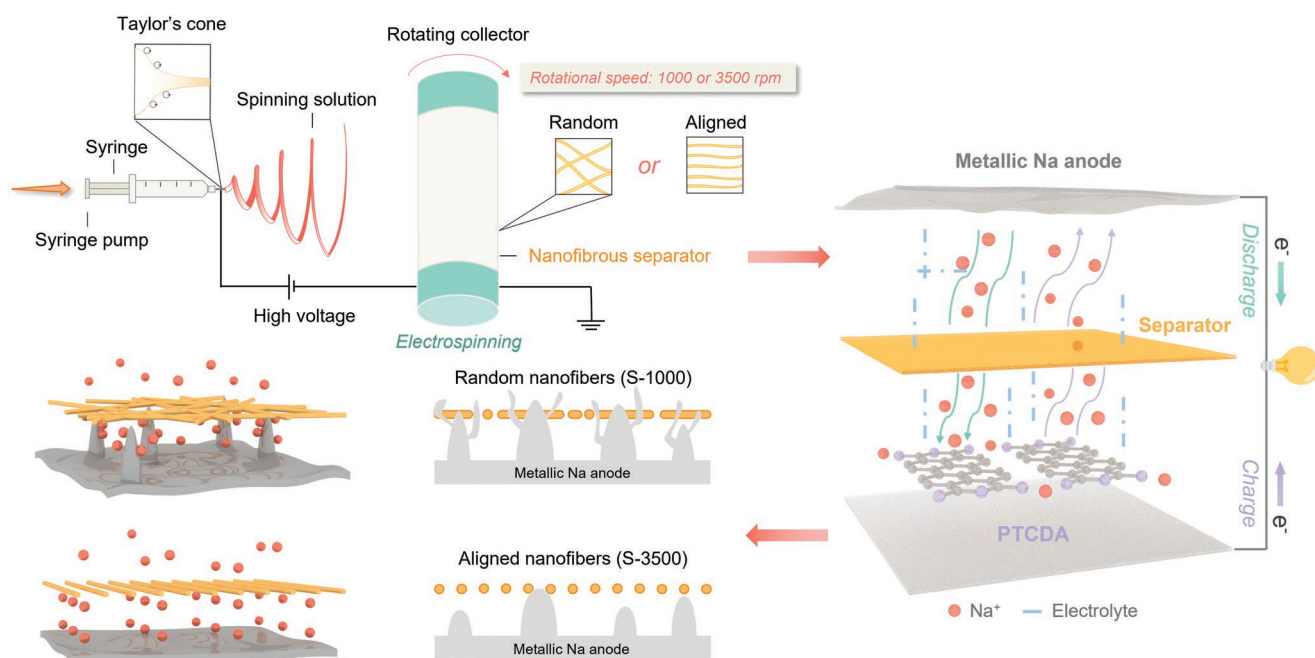 Taylor's cone
Rotating collector
Rotational speed: 1000 or 3500 rpm
Spinning solution
Random
Aligned
or
Syringe
Syringe pump
Nanofibrous separator
High voltage
Electrospinning
Metallic Na anode
Discharge
e-
Separator
Charge
e-
PTCDA
Na⁺
Electrolyte
Random nanofibers (S-1000)
Metallic Na anode
Aligned nanofibers (S-3500)
Metallic Na anode